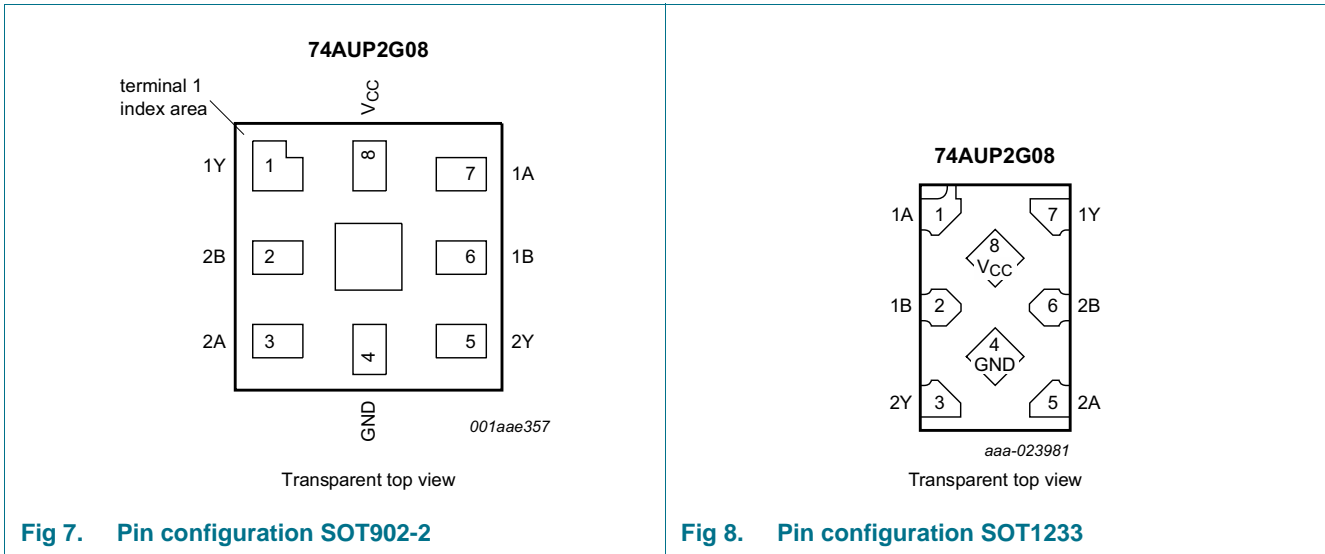 74AUP2G08
terminal 1
index area
VCC
1Y 1 8 7 1A
2B 2 6 1B
2A 3 4 5 2Y
GND
001aae357
Transparent top view
Fig 7. Pin configuration SOT902-2
74AUP2G08
1A 1 7 1Y
8
VCC
1B 2 6 2B
4
GND
2Y 3 5 2A
aaa-023981
Transparent top view
Fig 8. Pin configuration SOT1233